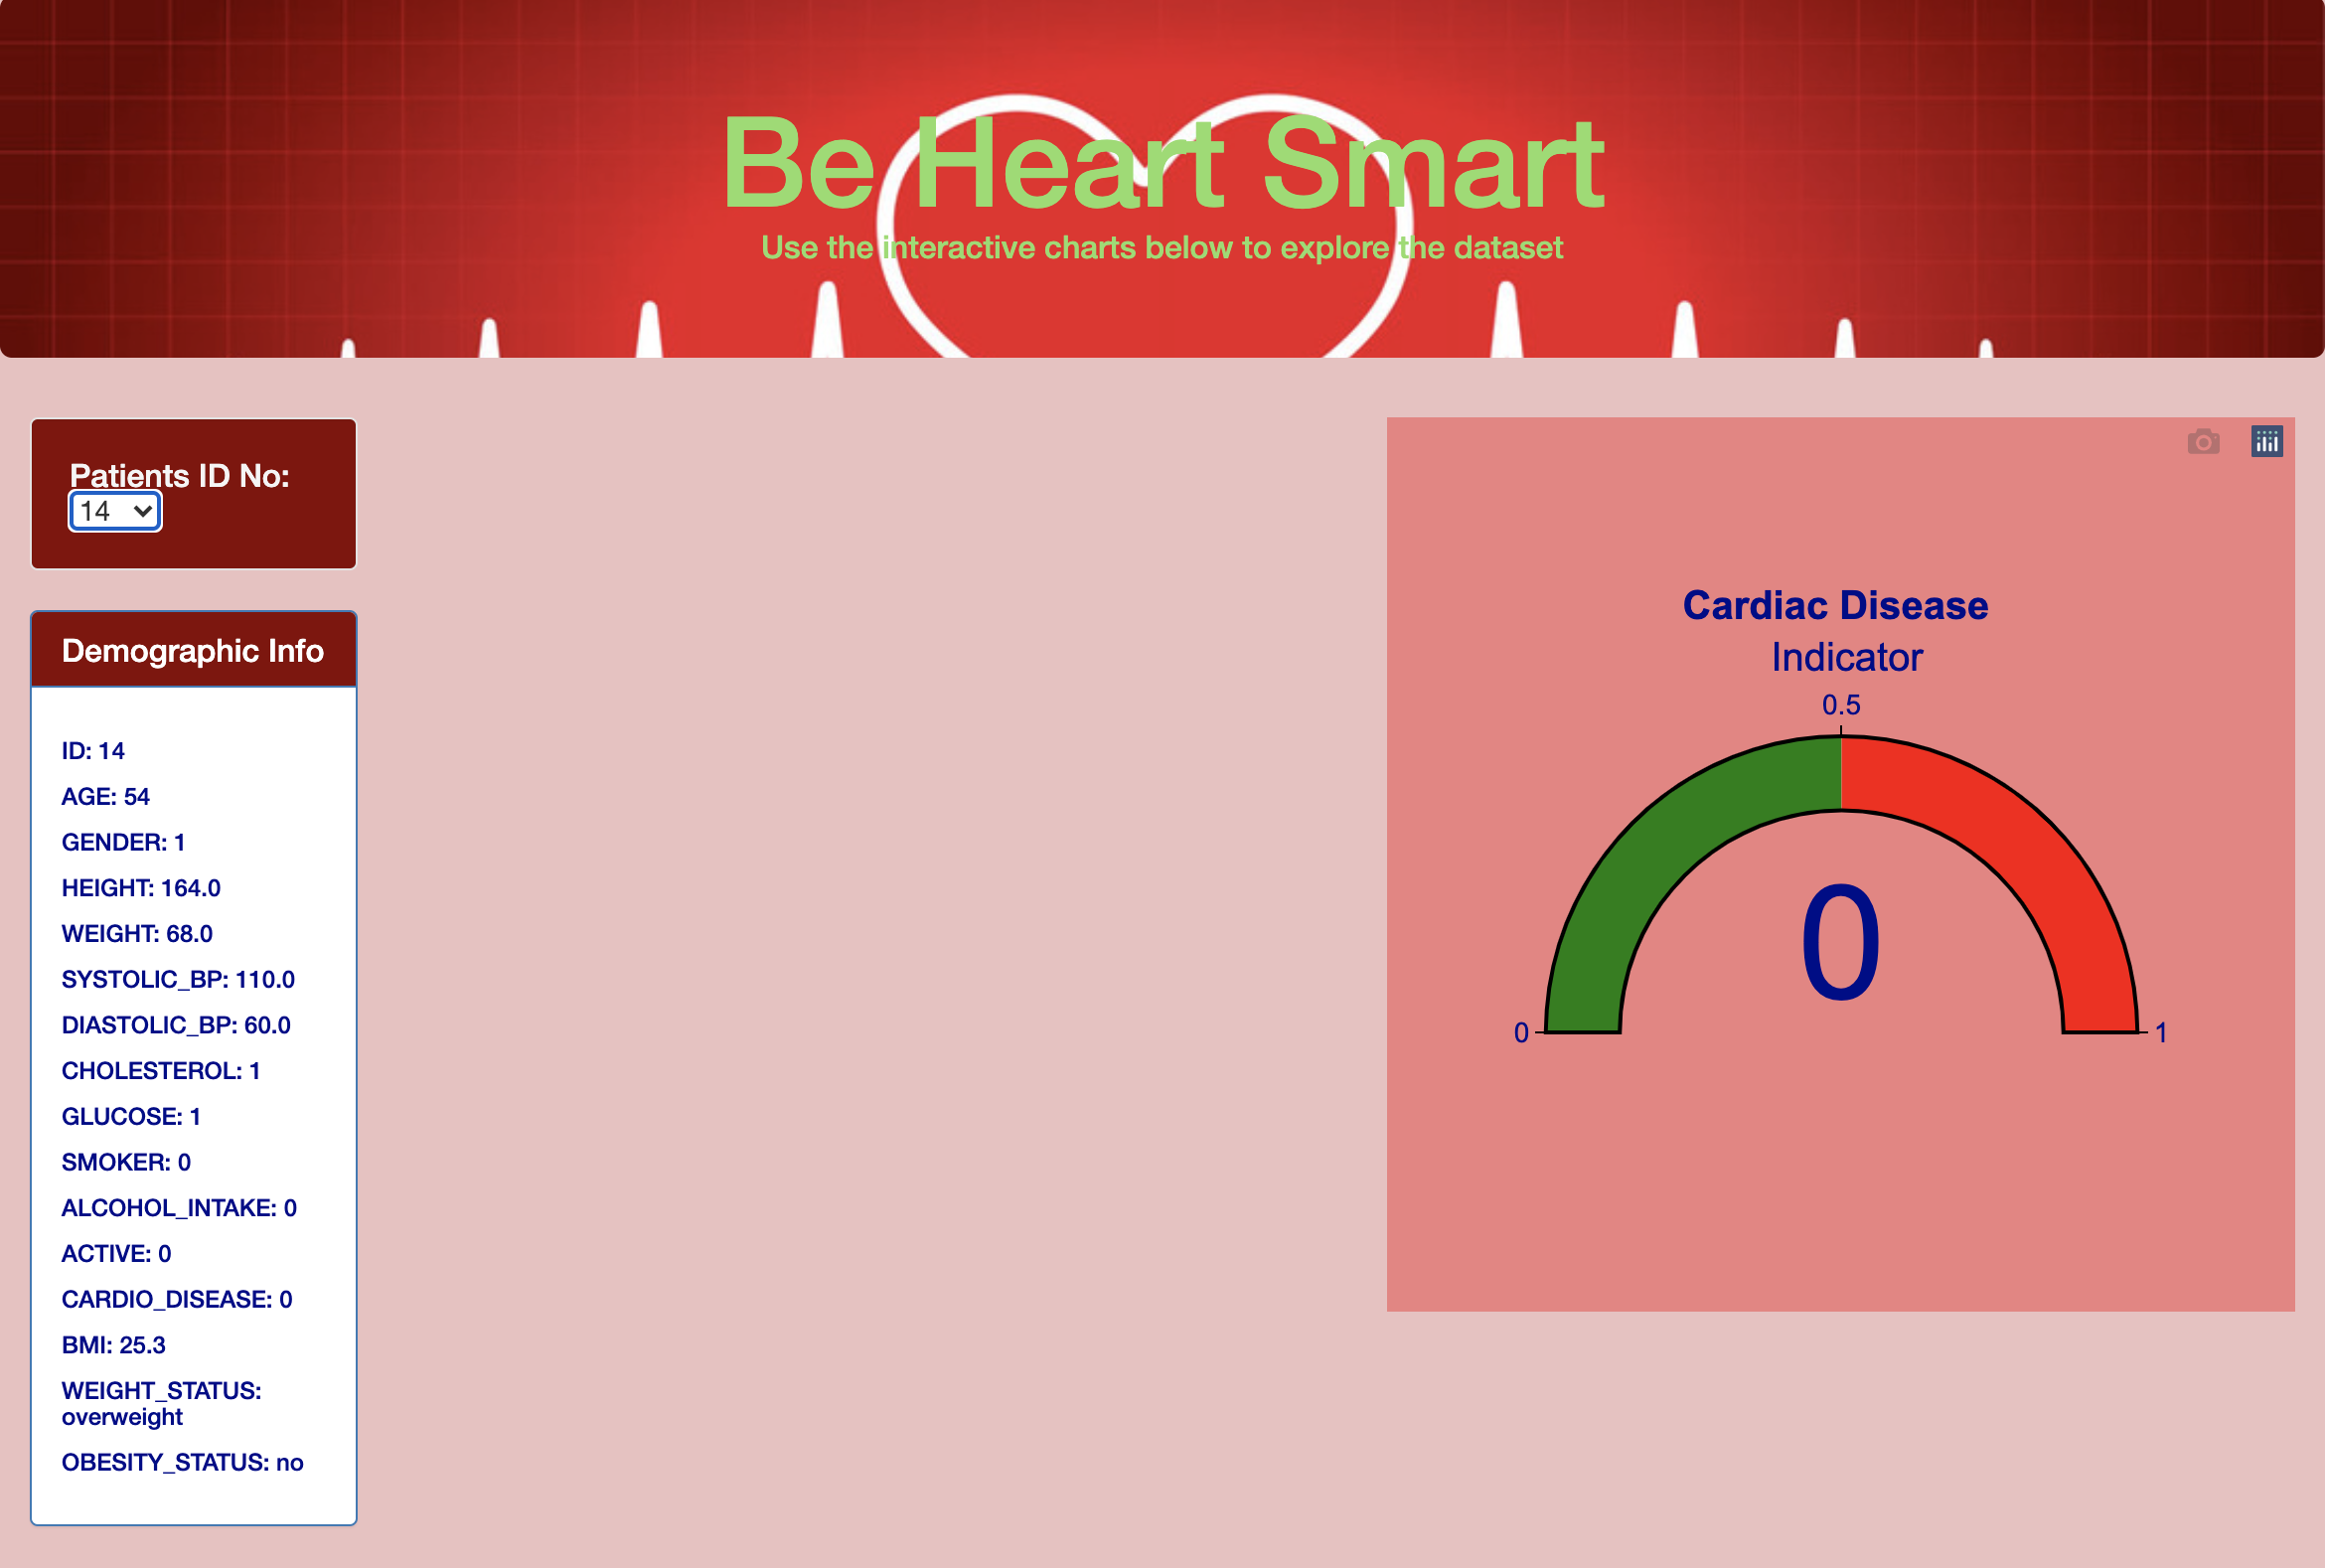 Be Heart Smart
Use the interactive charts below to explore the dataset
Patients ID No:
14
Demographic Info
ID: 14
AGE: 54
GENDER: 1
HEIGHT: 164.0
WEIGHT: 68.0
SYSTOLIC_BP: 110.0
DIASTOLIC_BP: 60.0
CHOLESTEROL: 1
GLUCOSE: 1
SMOKER: 0
ALCOHOL_INTAKE: 0
ACTIVE: 0
CARDIO_DISEASE: 0
BMI: 25.3
WEIGHT_STATUS:
overweight
OBESITY_STATUS: no
Cardiac Disease
Indicator
0.5
0
0
1